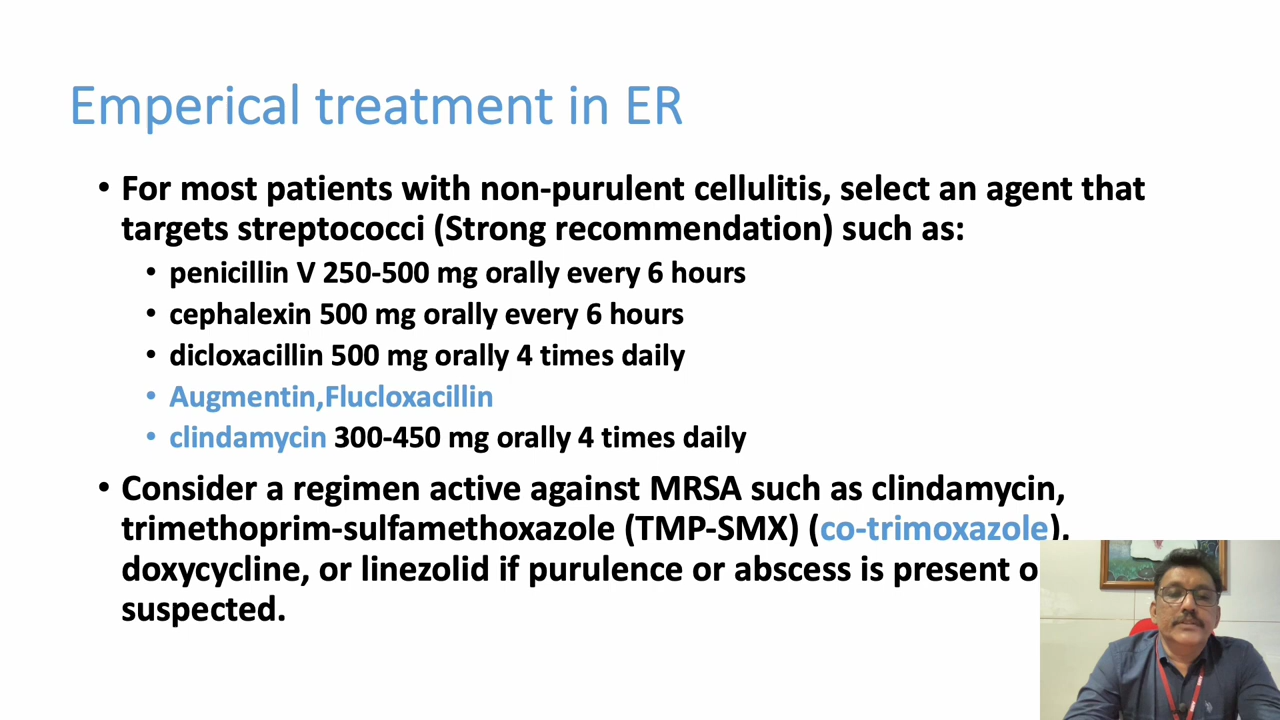 Emperical treatment in ER
• For most patients with non-purulent cellulitis, select an agent that
targets streptococci (Strong recommendation) such as:
• penicillin V 250-500 mg orally every 6 hours
• cephalexin 500 mg orally every 6 hours
• dicloxacillin 500 mg orally 4 times daily
• Augmentin,Flucloxacillin
• clindamycin 300-450 mg orally 4 times daily
• Consider a regimen active against MRSA such as clindamycin,
trimethoprim-sulfamethoxazole (TMP-SMX) (co-trimoxazole),
doxycycline, or linezolid if purulence or abscess is present
suspected.